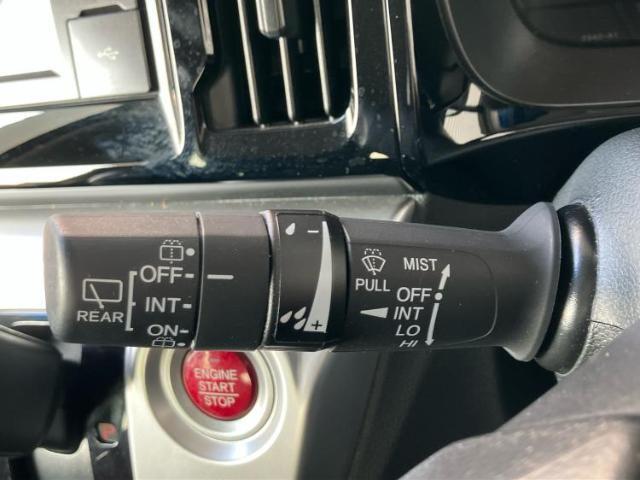 OFF
INT
REAR
ON
- 
+
PULL
MIST
OFF
INT
LO
HI
ENGINE
START
STOP